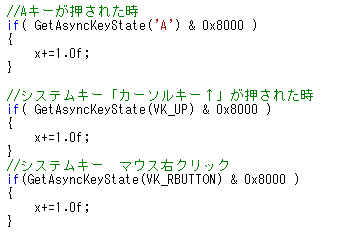 //Aキーが押された時
if( GetAsyncKeyState('A') & 0x8000 )
{
    x+=1.0f;
}

//システムキー「カーソルキー↑」が押された時
if( GetAsyncKeyState(VK_UP) & 0x8000 )
{
    x+=1.0f;
}
//システムキー　マウス右クリック
if(GetAsyncKeyState(VK_RBUTTON) & 0x8000 )
{
    x+=1.0f;
}